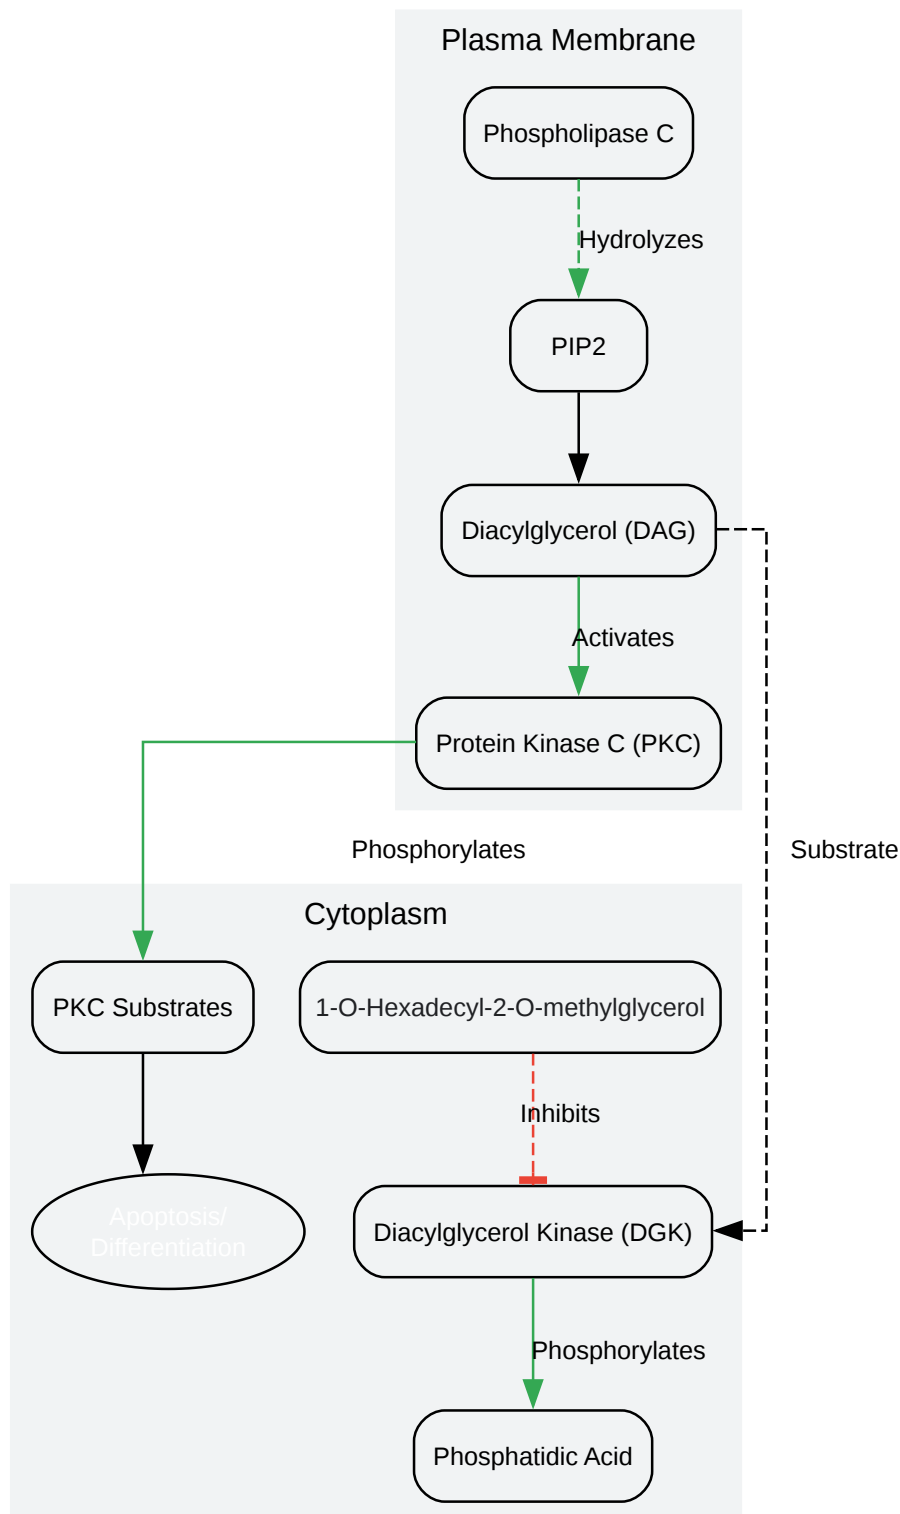 Plasma Membrane
Phospholipase C
Hydrolyzes
PIP2
Diacylglycerol (DAG)
Activates
Protein Kinase C (PKC)
Phosphorylates
Substrate
Cytoplasm
PKC Substrates
1-O-Hexadecyl-2-O-methylglycerol
Inhibits
Apoptosis/
Differentiation
Diacylglycerol Kinase (DGK)
Phosphorylates
Phosphatidic Acid